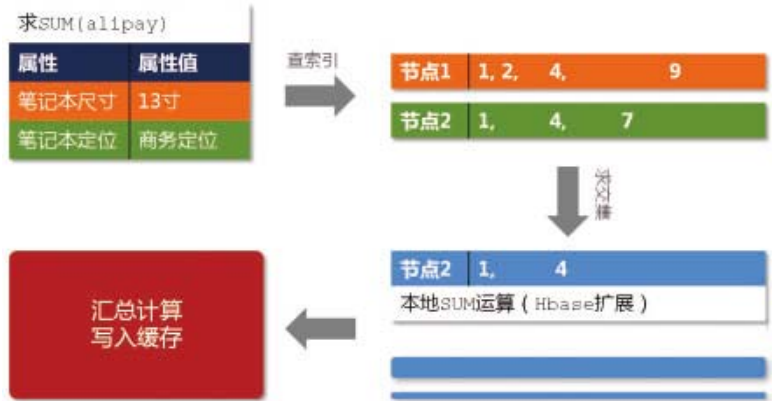 求SUM(alipay)
属性 属性值
笔记本尺寸 13寸
笔记本定位 商务定位
查索引
节点1 1, 2, 4, 9
节点2 1, 4, 7
求交集
节点2 1, 4
本地SUM运算 ( Hbase扩展 )
汇总计算
写入缓存